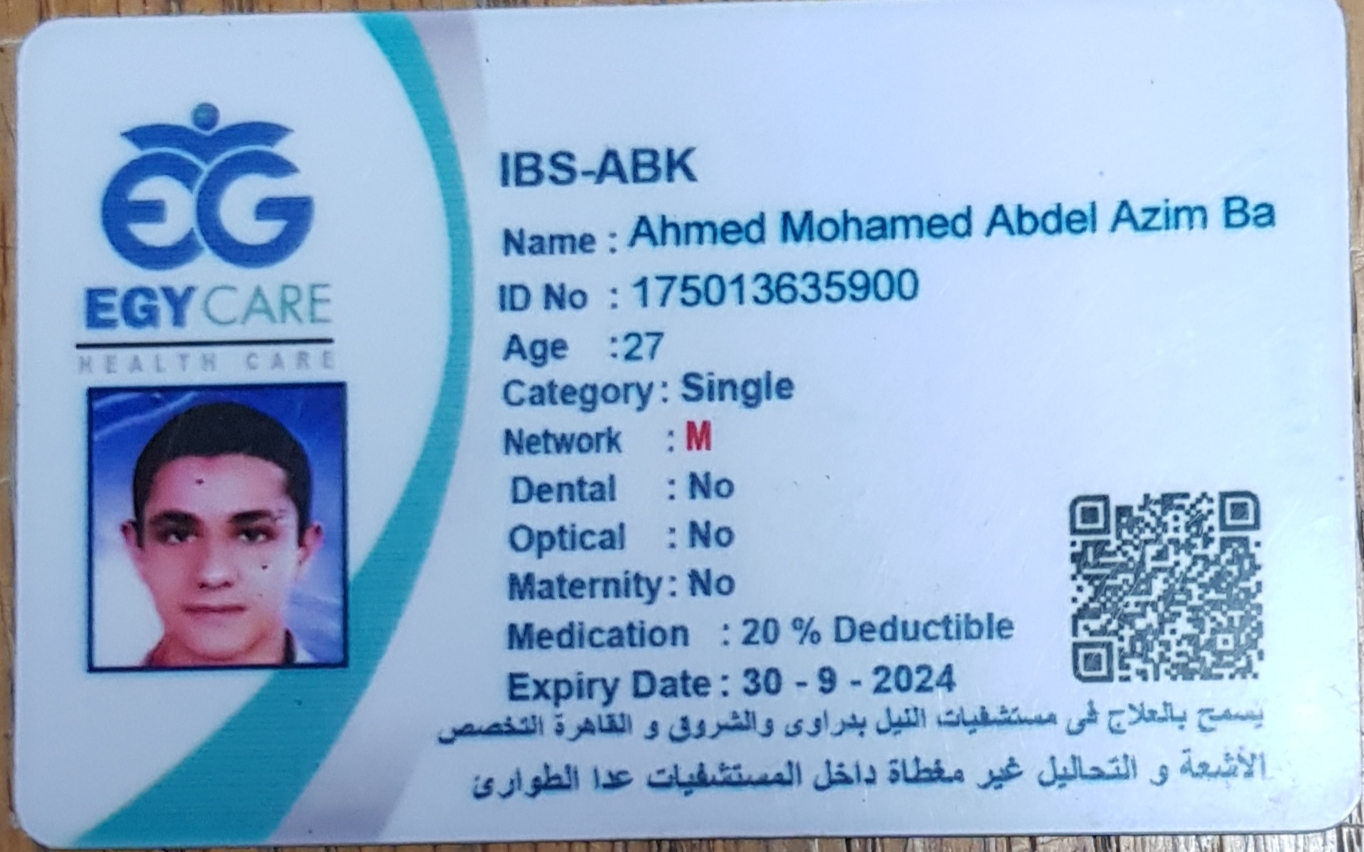 EG
EGYCARE
HEALTH CARE
IBS-ABK
Name : Ahmed Mohamed Abdel Azim Ba
ID No : 175013635900
Age :27
Category : Single
Network : M
Dental : No
Optical : No
Maternity : No
Medication : 20 % Deductible
Expiry Date : 30 - 9 - 2024
يسمح بالعلاج فى مستشفيات النيل بدراوى والشروق و القاهرة التخصص
الأشعة و التحاليل غير مغطاة داخل المستشفيات عدا الطوارئ